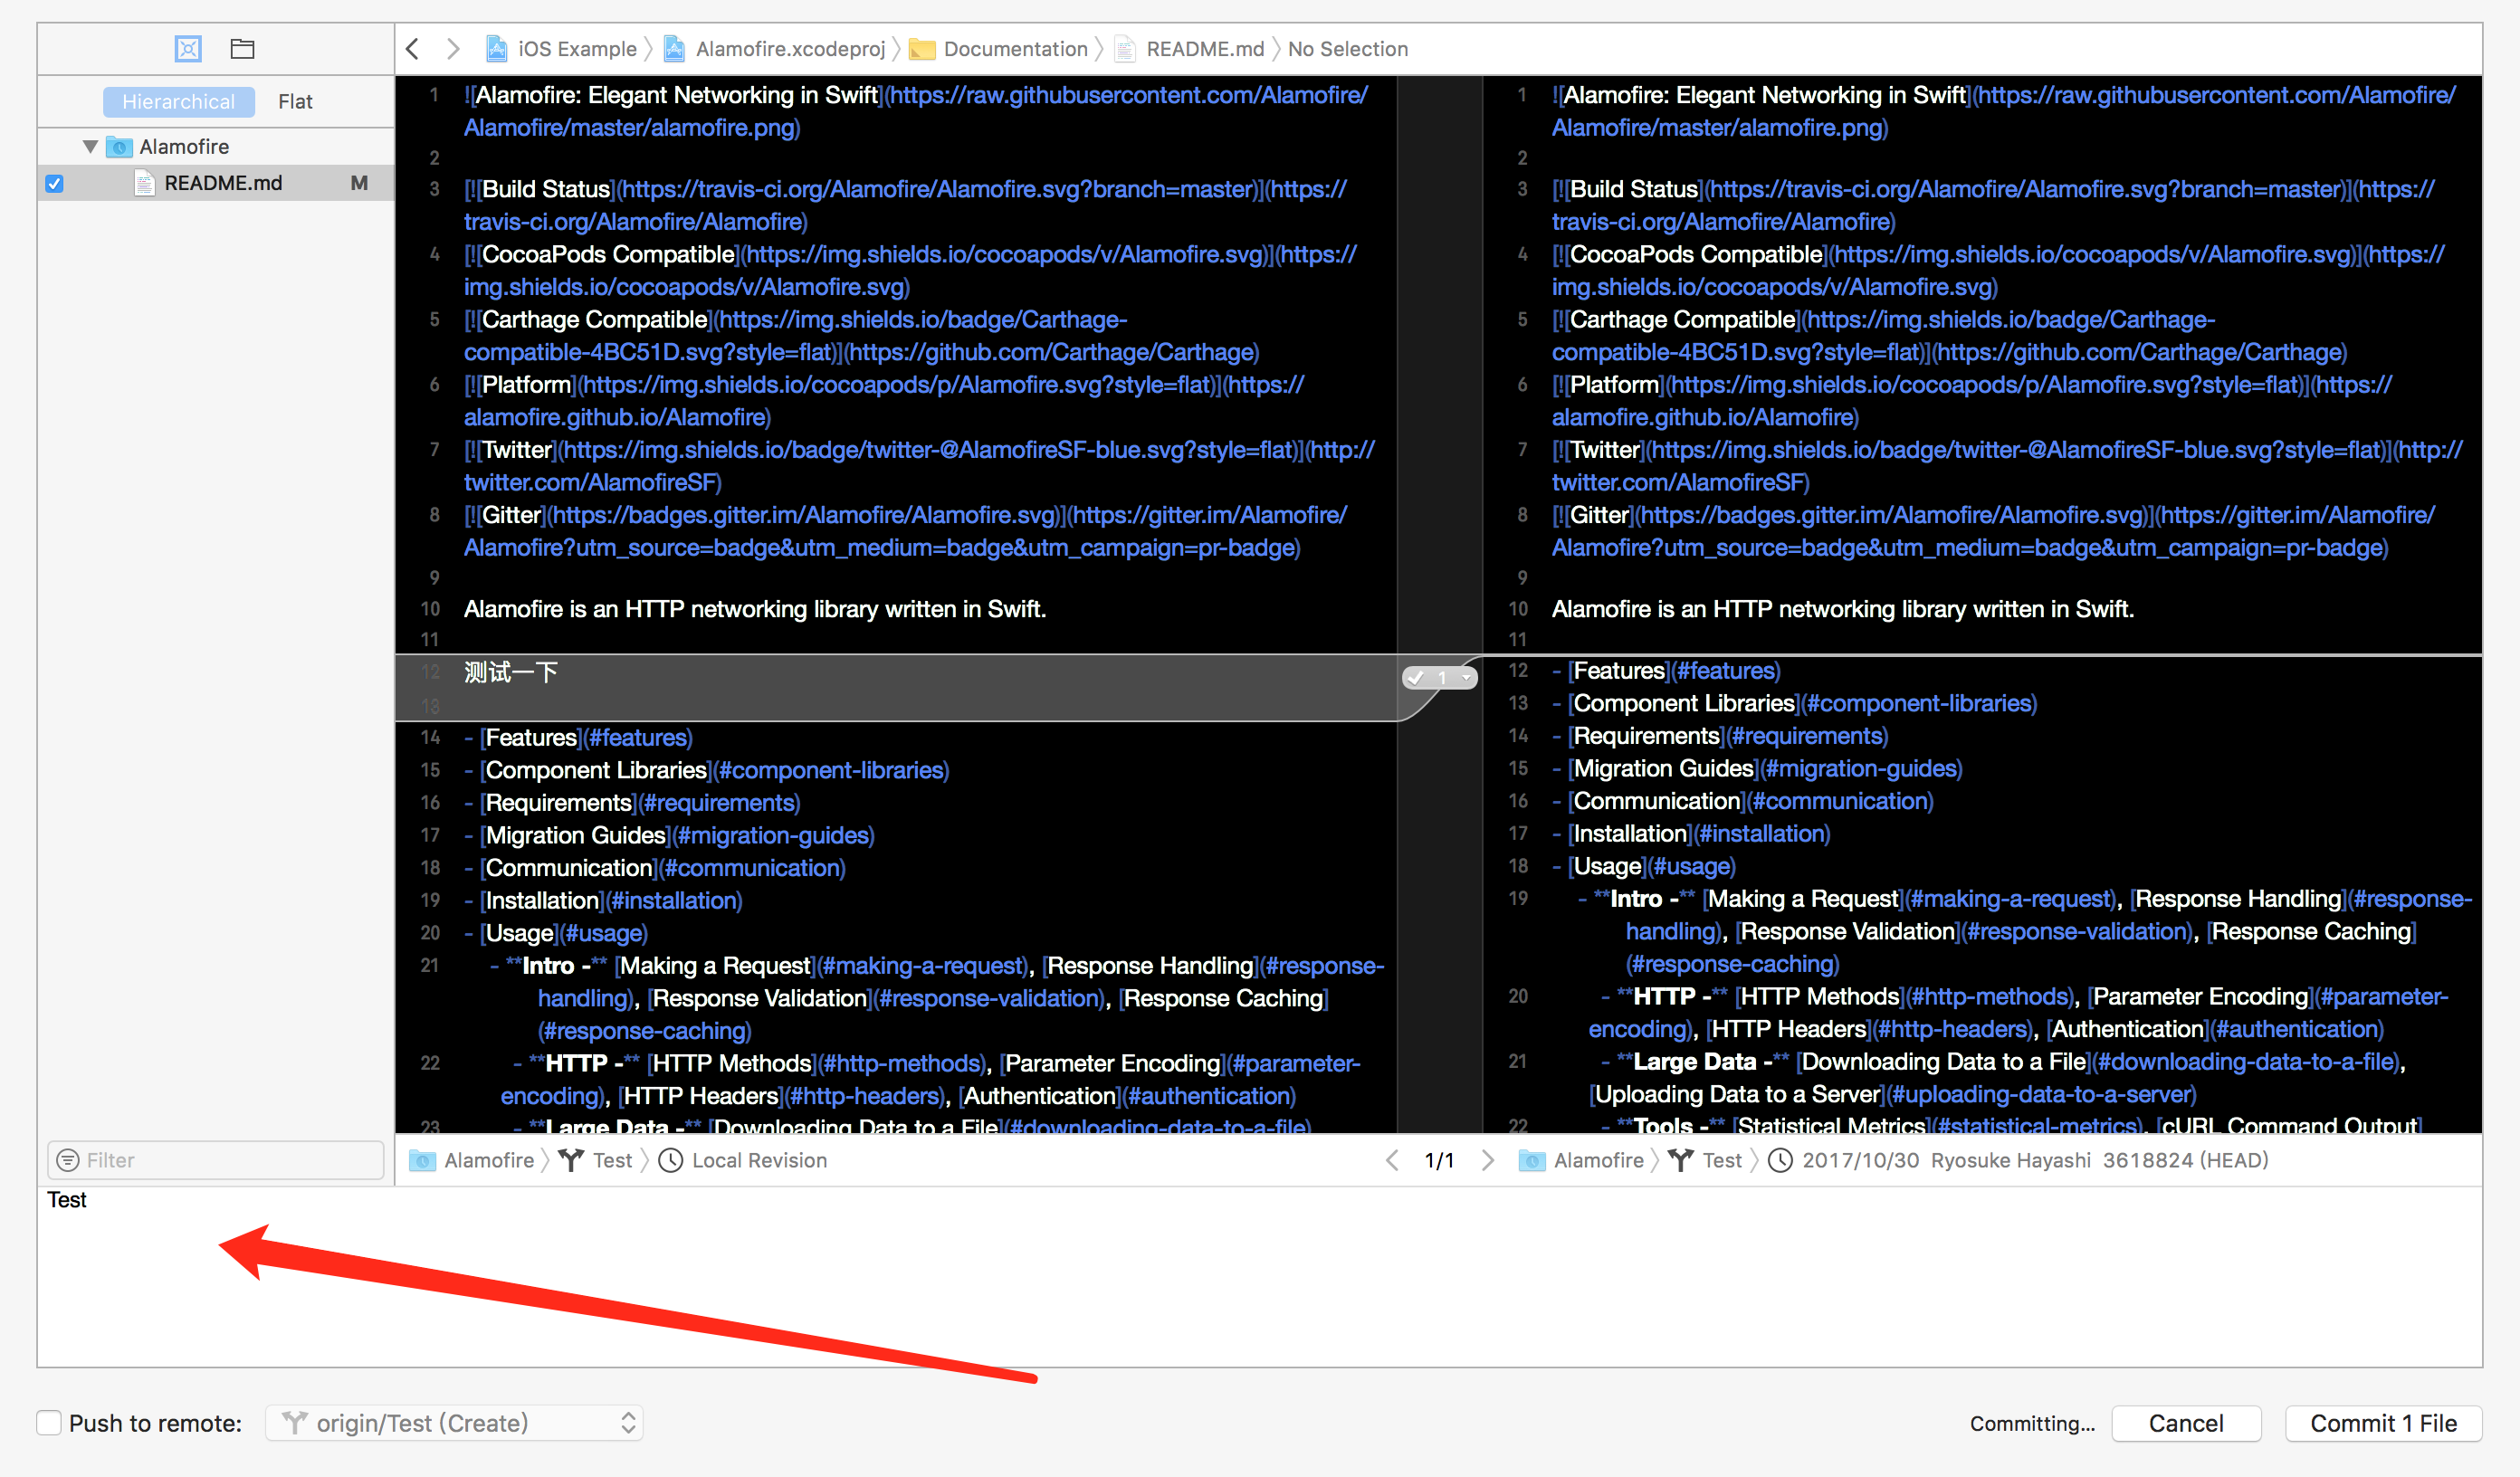 iOS Example
Alamofire.xcodeproj
Documentation
README.md
No Selection
Hierarchical
Flat
Alamofire
README.md M
1 ![Alamofire: Elegant Networking in Swift](https://raw.githubusercontent.com/Alamofire/
Alamofire/master/alamofire.png)
2
3 [![Build Status](https://travis-ci.org/Alamofire/Alamofire.svg?branch=master)](https://
travis-ci.org/Alamofire/Alamofire)
4 [![CocoaPods Compatible](https://img.shields.io/cocoapods/v/Alamofire.svg)](https://
img.shields.io/cocoapods/v/Alamofire.svg)
5 [![Carthage Compatible](https://img.shields.io/badge/Carthage-
compatible-4BC51D.svg?style=flat)](https://github.com/Carthage/Carthage)
6 [![Platform](https://img.shields.io/cocoapods/p/Alamofire.svg?style=flat)](https://
alamofire.github.io/Alamofire)
7 [![Twitter](https://img.shields.io/badge/twitter-@AlamofireSF-blue.svg?style=flat)](http://
twitter.com/AlamofireSF)
8 [![Gitter](https://badges.gitter.im/Alamofire/Alamofire.svg)](https://gitter.im/Alamofire/
Alamofire?utm_source=badge&utm_medium=badge&utm_campaign=pr-badge)
9
10 Alamofire is an HTTP networking library written in Swift.
11
12 测试一下
13
14 - [Features](#features)
15 - [Component Libraries](#component-libraries)
16 - [Requirements](#requirements)
17 - [Migration Guides](#migration-guides)
18 - [Communication](#communication)
19 - [Installation](#installation)
20 - [Usage](#usage)
21 - **Intro -** [Making a Request](#making-a-request), [Response Handling](#response-
handling), [Response Validation](#response-validation), [Response Caching]
(#response-caching)
22 - **HTTP -** [HTTP Methods](#http-methods), [Parameter Encoding](#parameter-
encoding), [HTTP Headers](#http-headers), [Authentication](#authentication)
23 - **Large Data -** [Downloading Data to a File](#downloading-data-to-a-file),
1
1 ![Alamofire: Elegant Networking in Swift](https://raw.githubusercontent.com/Alamofire/
Alamofire/master/alamofire.png)
2
3 [![Build Status](https://travis-ci.org/Alamofire/Alamofire.svg?branch=master)](https://
travis-ci.org/Alamofire/Alamofire)
4 [![CocoaPods Compatible](https://img.shields.io/cocoapods/v/Alamofire.svg)](https://
img.shields.io/cocoapods/v/Alamofire.svg)
5 [![Carthage Compatible](https://img.shields.io/badge/Carthage-
compatible-4BC51D.svg?style=flat)](https://github.com/Carthage/Carthage)
6 [![Platform](https://img.shields.io/cocoapods/p/Alamofire.svg?style=flat)](https://
alamofire.github.io/Alamofire)
7 [![Twitter](https://img.shields.io/badge/twitter-@AlamofireSF-blue.svg?style=flat)](http://
twitter.com/AlamofireSF)
8 [![Gitter](https://badges.gitter.im/Alamofire/Alamofire.svg)](https://gitter.im/Alamofire/
Alamofire?utm_source=badge&utm_medium=badge&utm_campaign=pr-badge)
9
10 Alamofire is an HTTP networking library written in Swift.
11
12 - [Features](#features)
13 - [Component Libraries](#component-libraries)
14 - [Requirements](#requirements)
15 - [Migration Guides](#migration-guides)
16 - [Communication](#communication)
17 - [Installation](#installation)
18 - [Usage](#usage)
19 - **Intro -** [Making a Request](#making-a-request), [Response Handling](#response-
handling), [Response Validation](#response-validation), [Response Caching]
(#response-caching)
20 - **HTTP -** [HTTP Methods](#http-methods), [Parameter Encoding](#parameter-
encoding), [HTTP Headers](#http-headers), [Authentication](#authentication)
21 - **Large Data -** [Downloading Data to a File](#downloading-data-to-a-file),
[Uploading Data to a Server](#uploading-data-to-a-server)
22 - **Tools -** [Statistical Metrics](#statistical-metrics), [cURL Command Output]
Filter
Alamofire Test Local Revision
1/1
Alamofire Test 2017/10/30 Ryosuke Hayashi 3618824 (HEAD)
Test
Push to remote: origin/Test (Create)
Committing...
Cancel
Commit 1 File